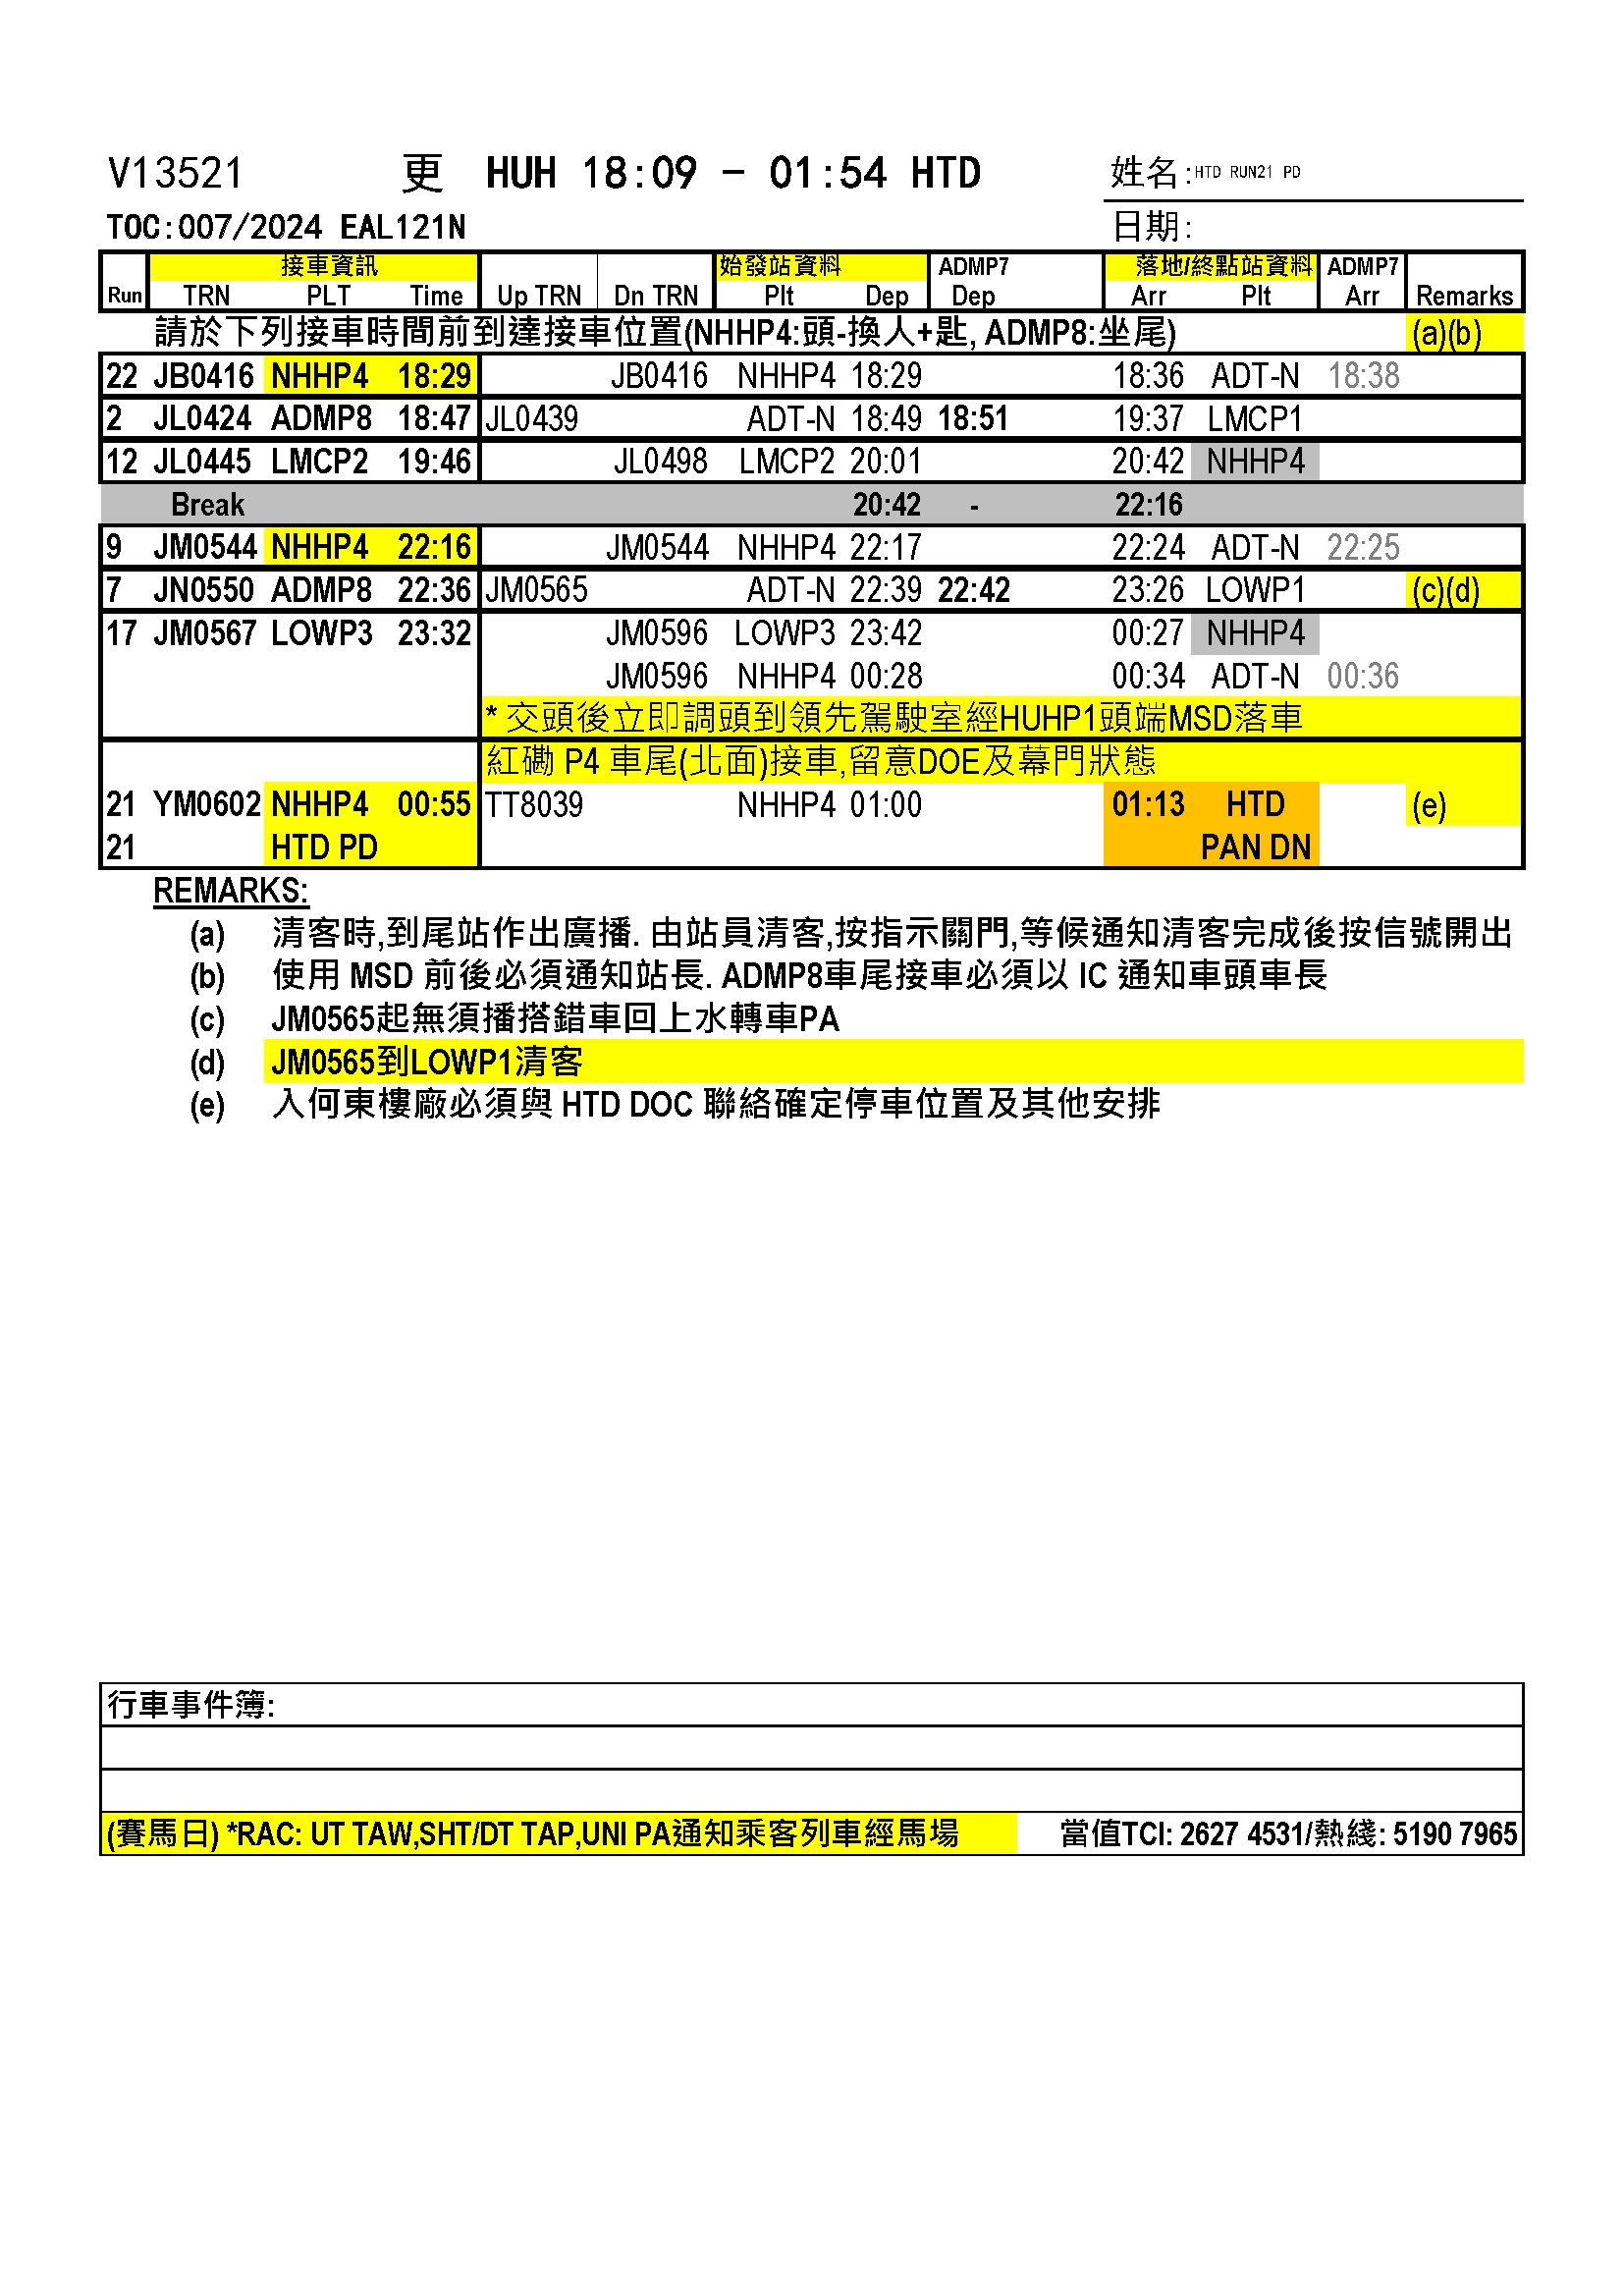 V13521 更 HUH 18:09 - 01:54 HTD 姓名:HTD RUN21 PD
TOC:007/2024 EAL121N 日期:
接車資訊 始發站資料 ADMP7 落地/終點站資料 ADMP7
Run TRN PLT Time Up TRN Dn TRN Plt Dep Dep Arr Plt Arr Remarks
請於下列接車時間前到達接車位置(NHHP4:頭-換人+匙, ADMP8:坐尾) (a)(b)
22 JB0416 NHHP4 18:29 JB0416 NHHP4 18:29 18:36 ADT-N 18:38
2 JL0424 ADMP8 18:47 JL0439 ADT-N 18:49 18:51 19:37 LMCP1
12 JL0445 LMCP2 19:46 JL0498 LMCP2 20:01 20:42 NHHP4
Break 20:42 - 22:16
9 JM0544 NHHP4 22:16 JM0544 NHHP4 22:17 22:24 ADT-N 22:25
7 JN0550 ADMP8 22:36 JM0565 ADT-N 22:39 22:42 23:26 LOWP1 (c)(d)
17 JM0567 LOWP3 23:32 JM0596 LOWP3 23:42 00:27 NHHP4
JM0596 NHHP4 00:28 00:34 ADT-N 00:36
* 交頭後立即調頭到領先駕駛室經HUHP1頭端MSD落車
紅磡 P4 車尾(北面)接車,留意DOE及幕門狀態
21 YM0602 NHHP4 00:55 TT8039 NHHP4 01:00 01:13 HTD (e)
21 HTD PD PAN DN
REMARKS:
(a) 清客時,到尾站作出廣播. 由站員清客,按指示關門,等候通知清客完成後按信號開出
(b) 使用 MSD 前後必須通知站長. ADMP8車尾接車必須以 IC 通知車頭車長
(c) JM0565起無須播搭錯車回上水轉車PA
(d) JM0565到LOWP1清客
(e) 入何東樓廠必須與 HTD DOC 聯絡確定停車位置及其他安排
行車事件簿:
(賽馬日) *RAC: UT TAW,SHT/DT TAP,UNI PA通知乘客列車經馬場 當值TCI: 2627 4531/熱綫: 5190 7965